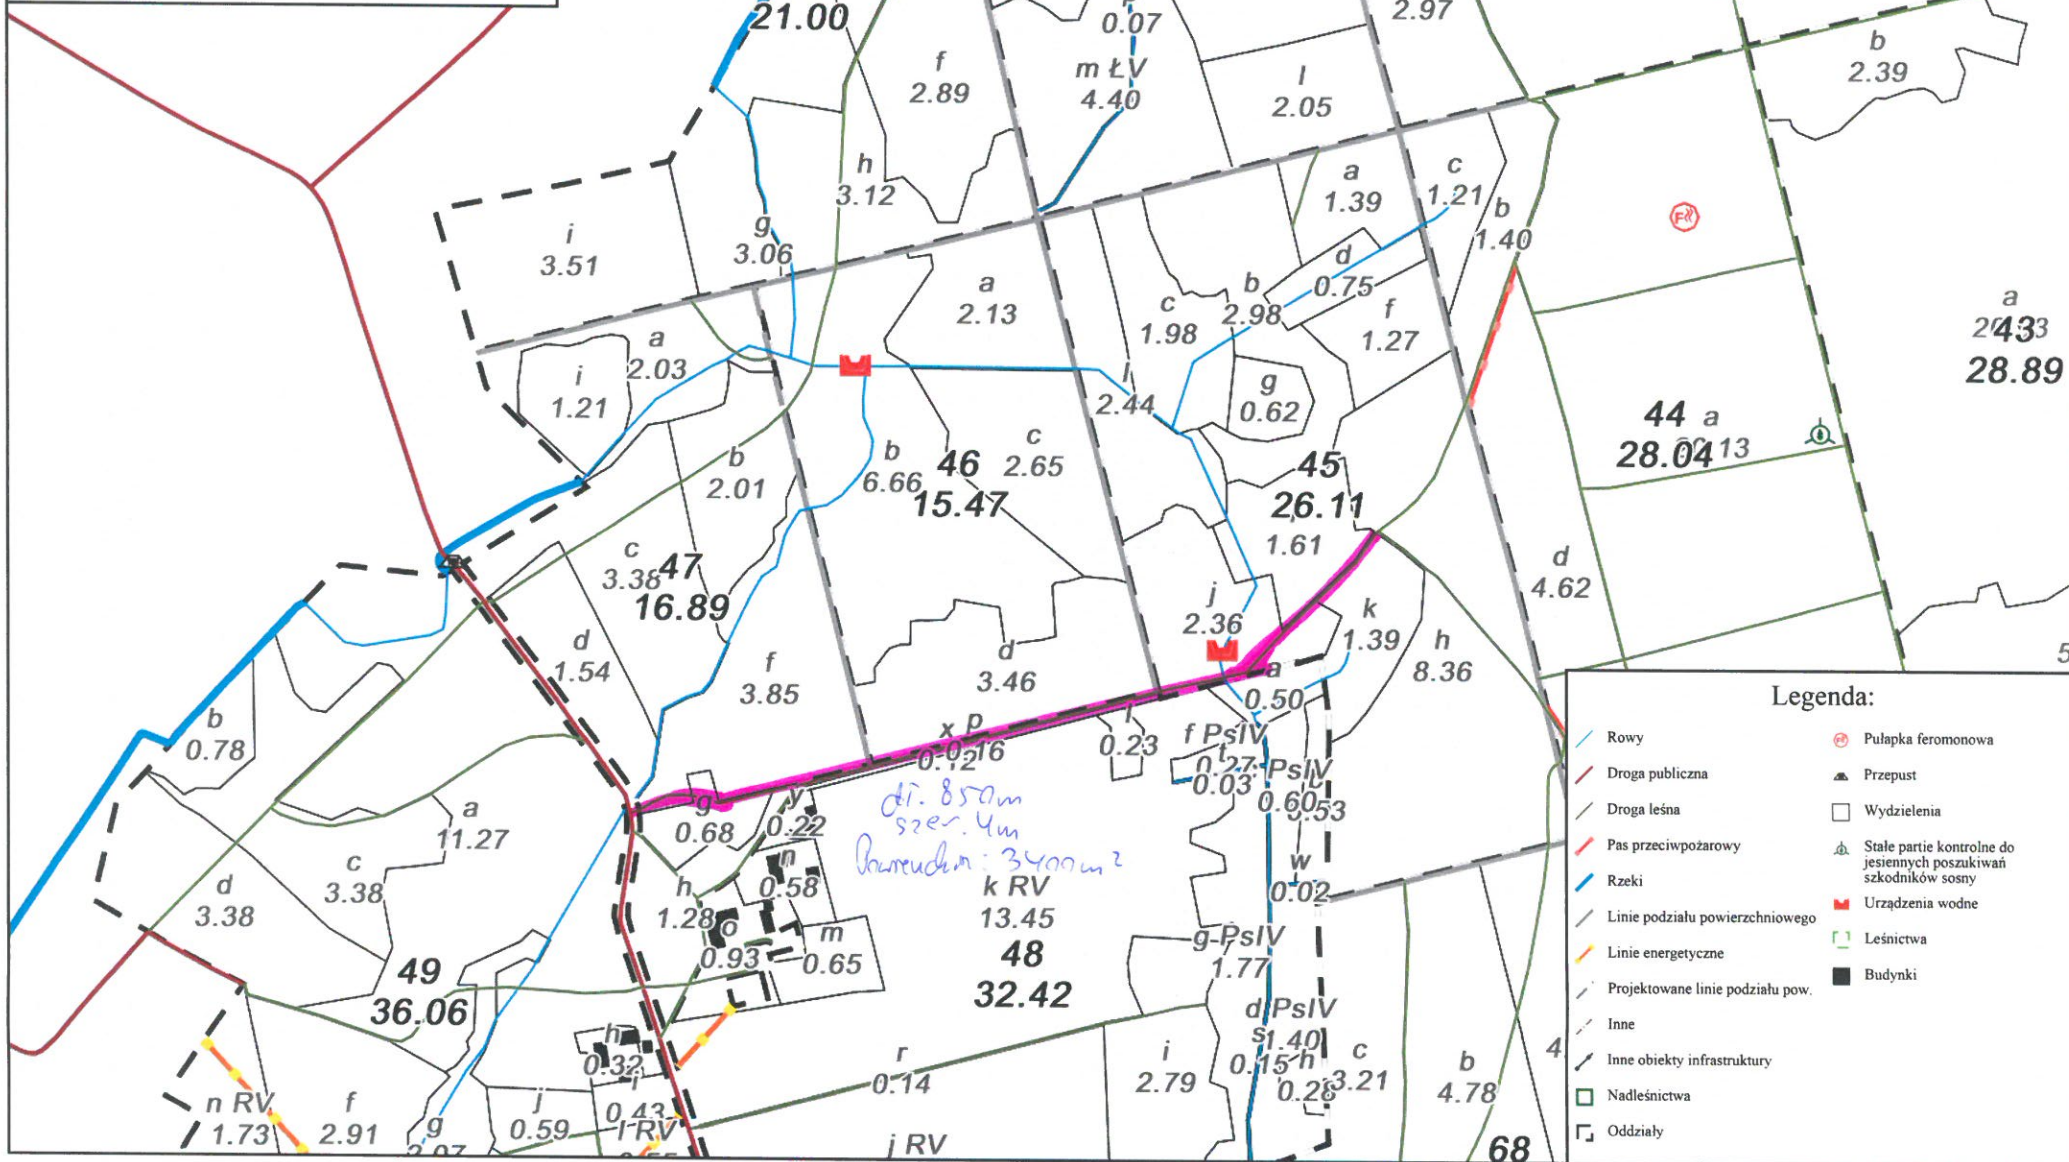 21.00
0.07
2.97
b
2.39
f
2.89
m ŁV
4.40
l
2.05
h
3.12
a
1.39
c
1.21
b
1.40
i
3.51
g
3.06
a
2.13
c
1.98
b
2.98
d
0.75
f
1.27
a
43
28.89
a
2.03
i
1.21
2.44
g
0.62
44 a
28.04
b
2.01
b
6.66
46
15.47
c
2.65
45
26.11
1.61
c
3.38
47
16.89
d
4.62
d
1.54
f
3.85
d
3.46
j
2.36
k
1.39
h
8.36
a
0.50
b
0.78
x p
0.12
0.23
f PsIV
0.27
0.03
PsIV
0.60
g
0.68
y
0.22
dł. 850m
szer. 4m
: 3400m²
a
11.27
c
3.38
d
3.38
n
0.58
h
1.28
o
0.93
m
0.65
k RV
13.45
48
32.42
w
0.02
g-PsIV
1.77
49
36.06
d PsIV
1.40
s
0.15
h
0.28
c
3.21
b
4.78
h
0.32
i
0.43
l RV
r
0.14
i
2.79
n RV
1.73
f
2.91
g
2.07
j
0.59
j RV
68
Legenda:
Rowy
Droga publiczna
Droga leśna
Pas przeciwpożarowy
Rzeki
Linie podziału powierzchniowego
Linie energetyczne
Projektowane linie podziału pow.
Inne
Inne obiekty infrastruktury
Nadleśnictwa
Oddziały
Pułapka feromonowa
Przepust
Wydzielenia
Stałe partie kontrolne do
jesiennych poszukiwań
szkodników sosny
Urządzenia wodne
Leśnictwa
Budynki